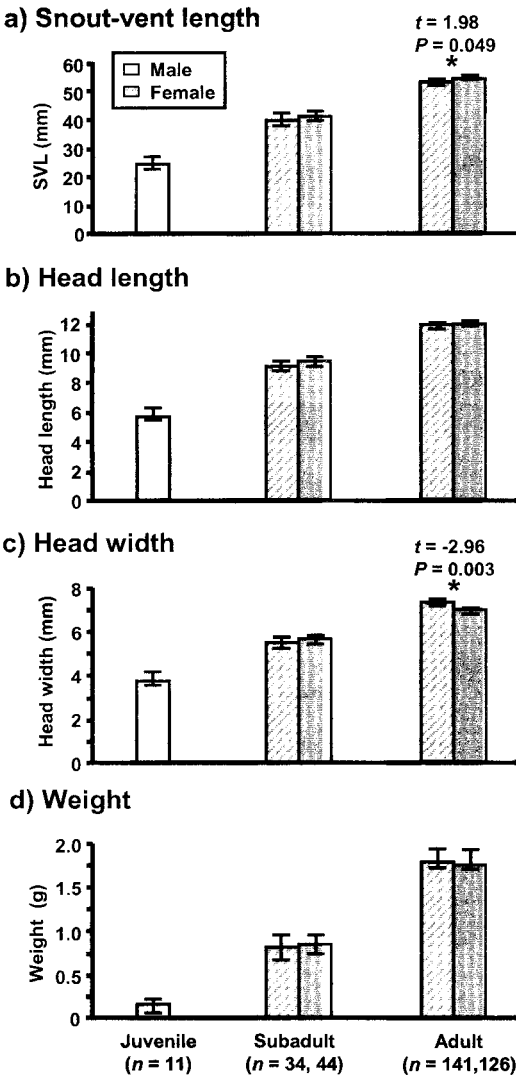 a) Snout-vent length
t = 1.98
P = 0.049
*
Male
Female
60
50
40
30
20
10
0
SVL (mm)
b) Head length
12
10
8
6
4
2
0
Head length (mm)
c) Head width
t = -2.96
P = 0.003
*
8
6
4
2
0
Head width (mm)
d) Weight
2.0
1.5
1.0
0.5
0
Weight (g)
Juvenile
(n = 11)
Subadult
(n = 34, 44)
Adult
(n = 141,126)